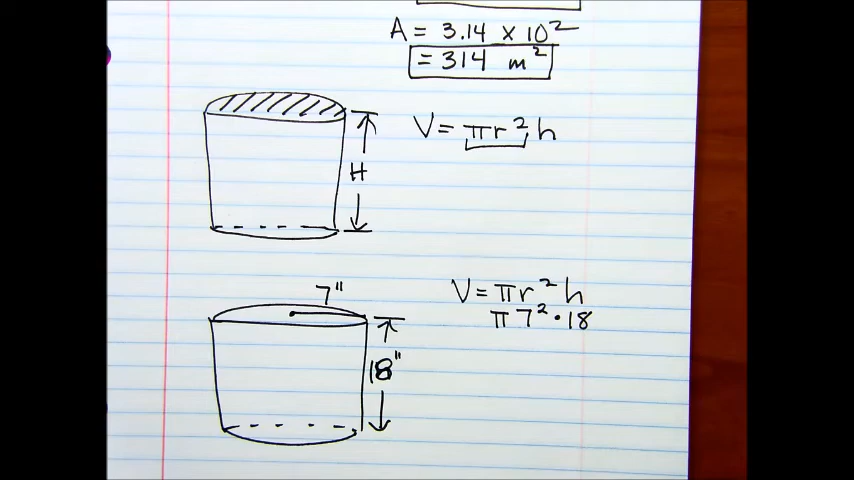 A = 3.14 x 10²
= 314 m²
V = πr²h
H
7"
V = πr²h
π7²·18
18"